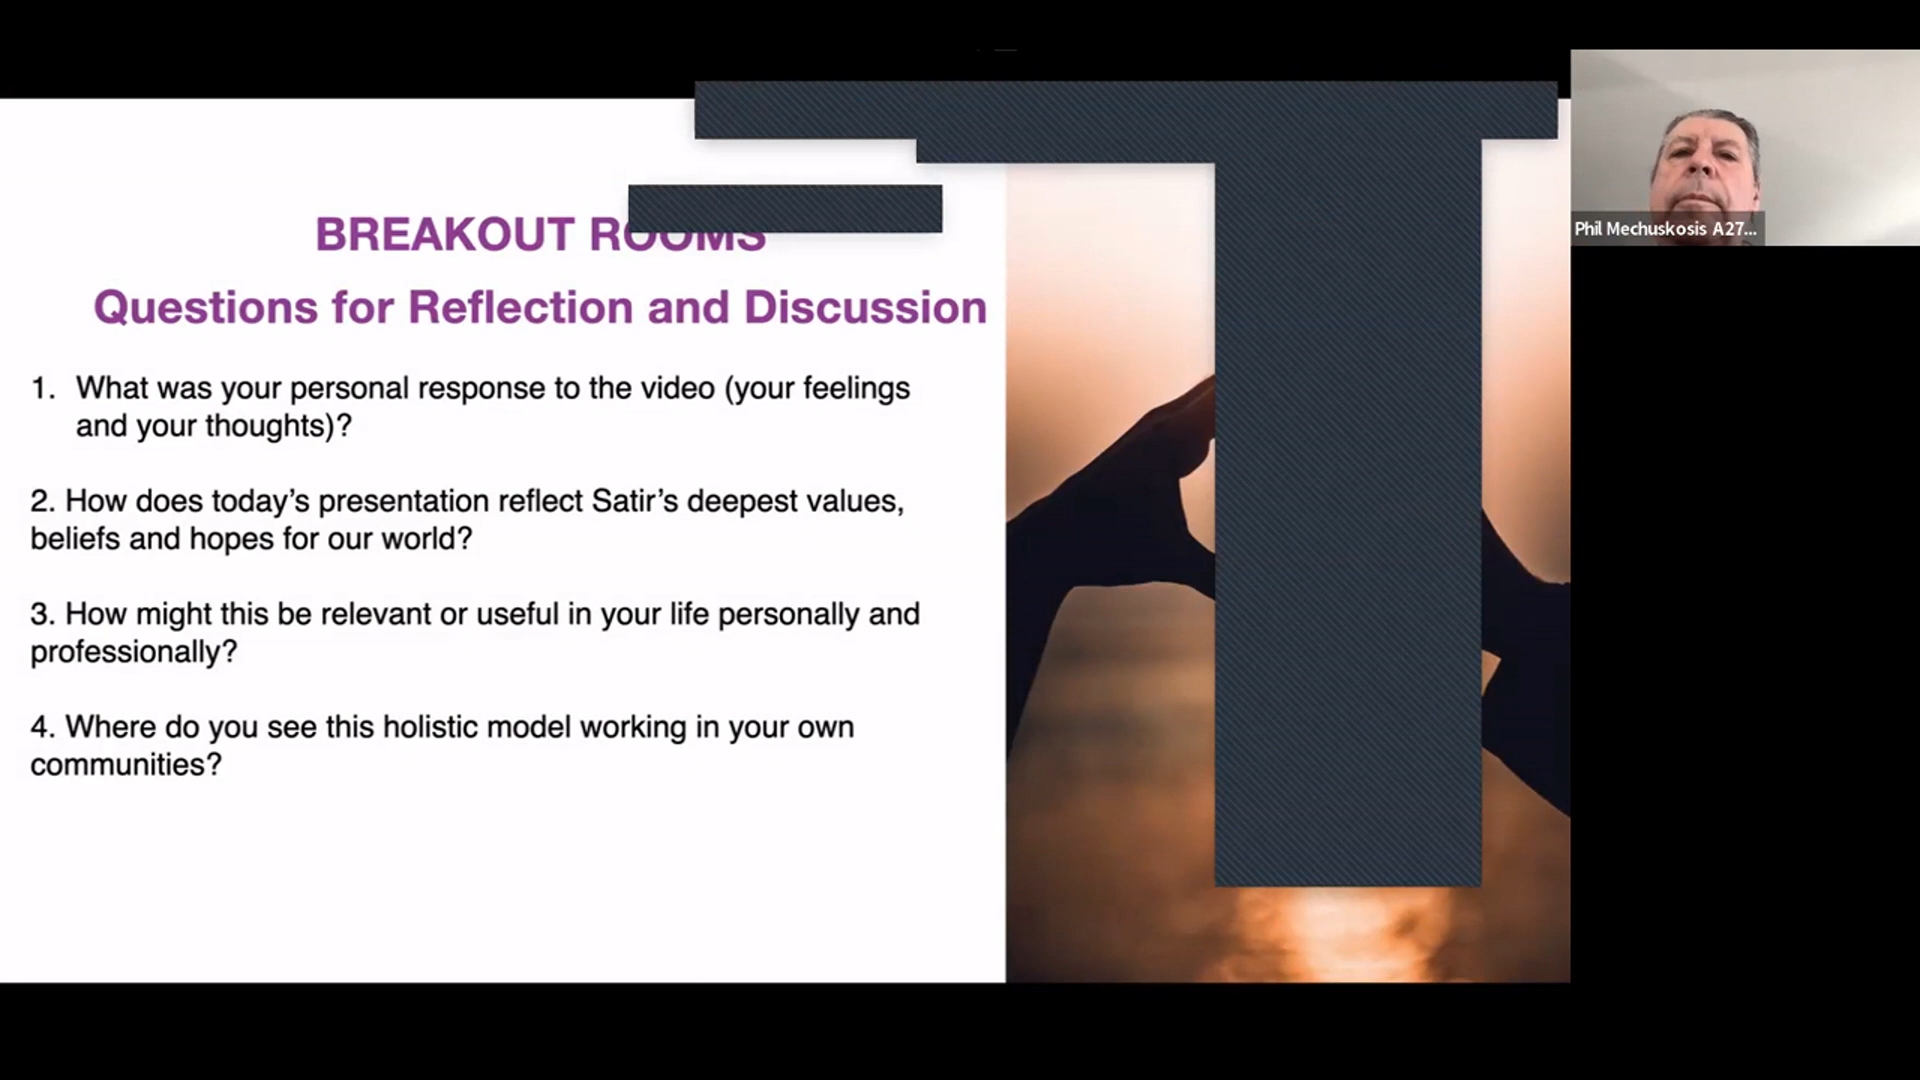 BREAKOUT ROOMS
Questions for Reflection and Discussion
1. What was your personal response to the video (your feelings
and your thoughts)?
2. How does today’s presentation reflect Satir’s deepest values,
beliefs and hopes for our world?
3. How might this be relevant or useful in your life personally and
professionally?
4. Where do you see this holistic model working in your own
communities?
Phil Mechuskosis A27...